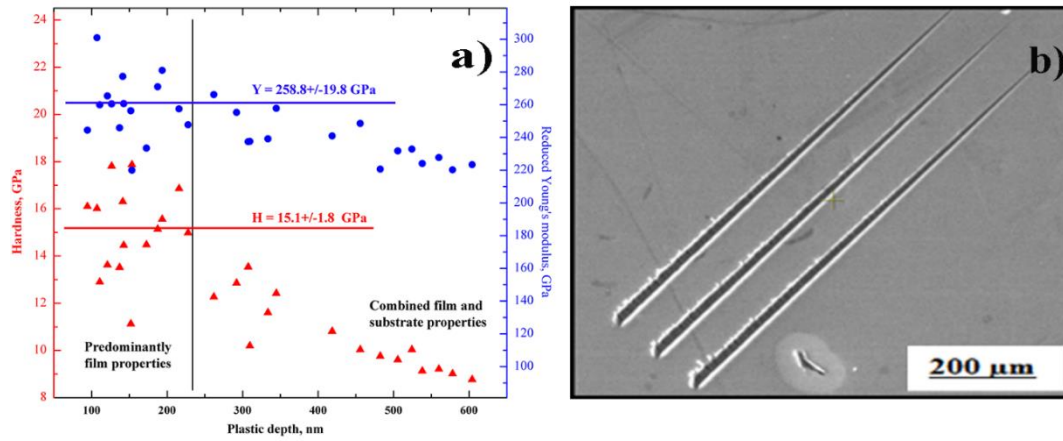 a)
24
22
20
18
16
14
12
10
8
Hardness, GPa
Y = 258.8+/-19.8 GPa
H = 15.1+/-1.8 GPa
Predominantly
film properties
Combined film and
substrate properties
300
280
260
240
220
200
180
160
140
120
100
80
Reduced Young's modulus, GPa
100
200
300
400
500
600
Plastic depth, nm
b)
200 μm